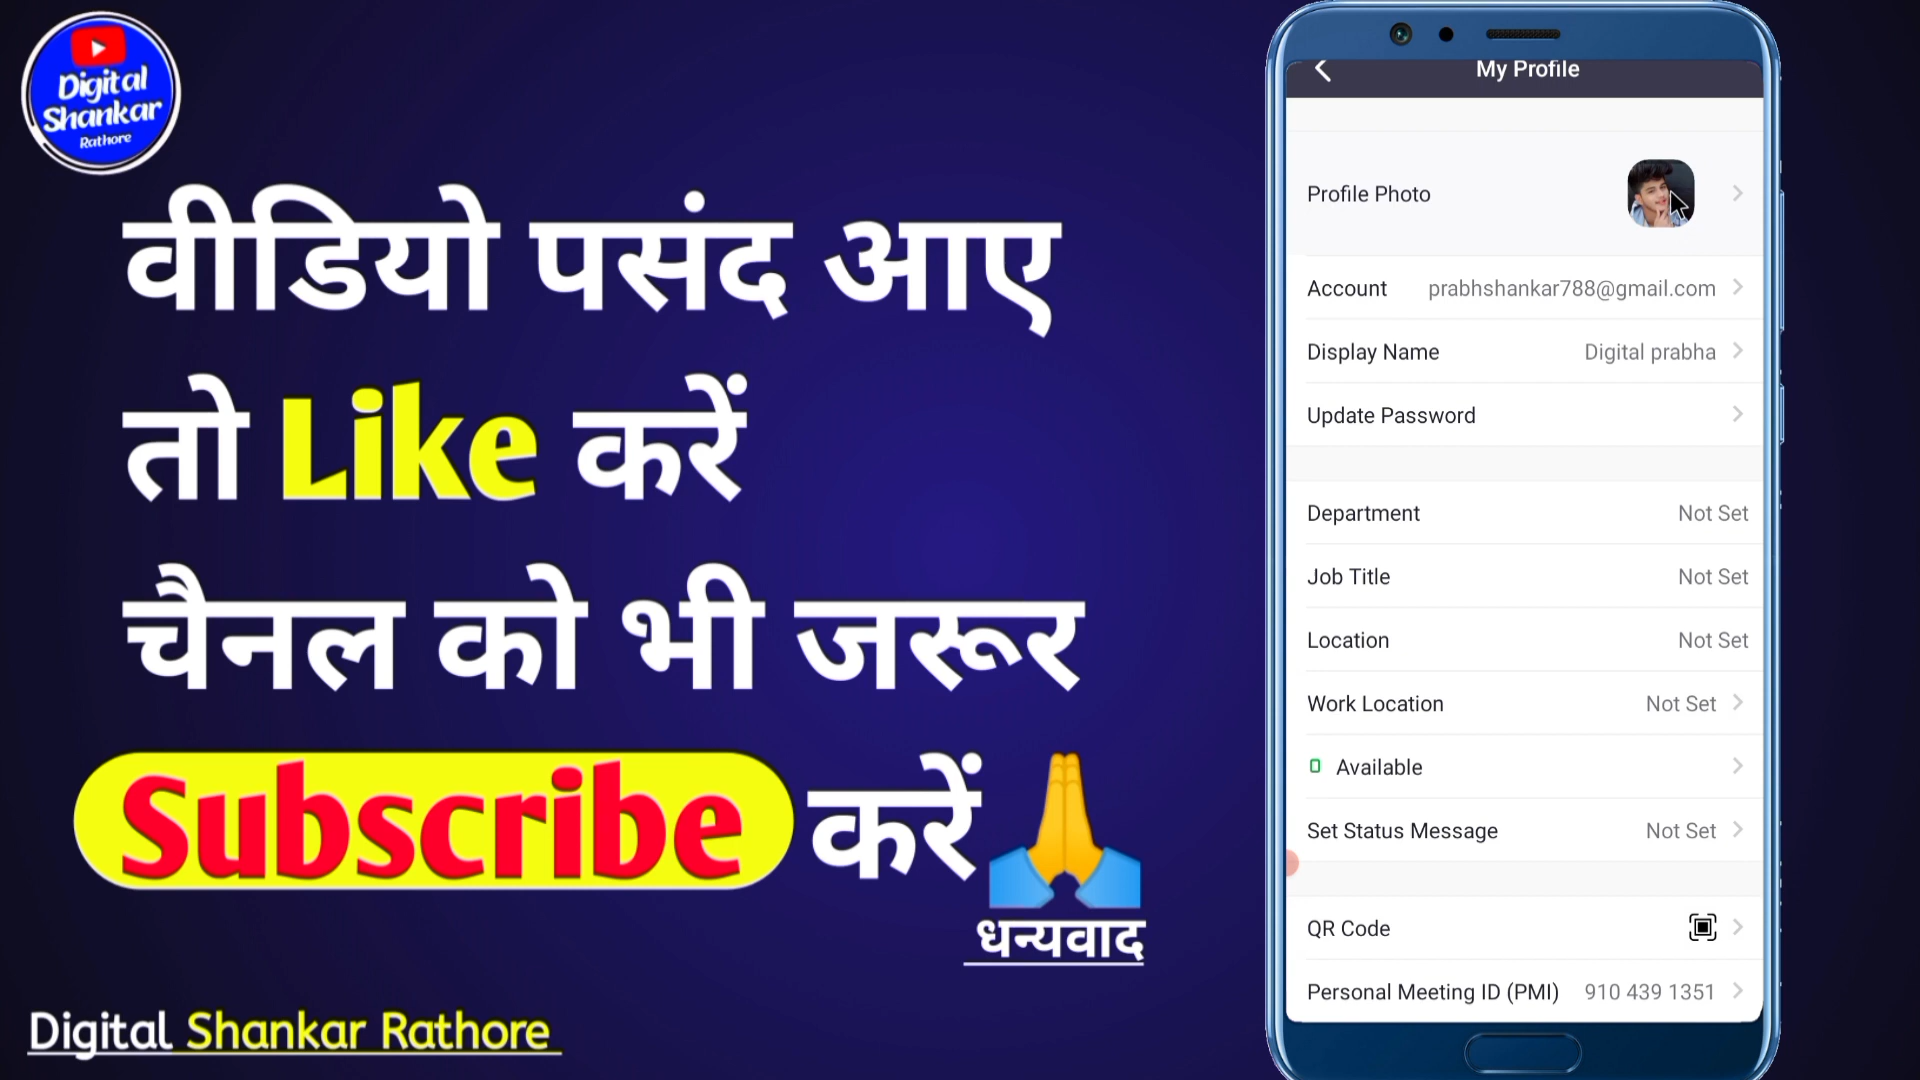 Digital
Shankar
Rathore
वीडियो पसंद आए
तो Like करें
चैनल को भी जरूर
Subscribe करें
धन्यवाद
Digital Shankar Rathore
My Profile
Profile Photo
Account prabhshankar788@gmail.com
Display Name Digital prabha
Update Password
Department Not Set
Job Title Not Set
Location Not Set
Work Location Not Set
Available
Set Status Message Not Set
QR Code
Personal Meeting ID (PMI) 910 439 1351